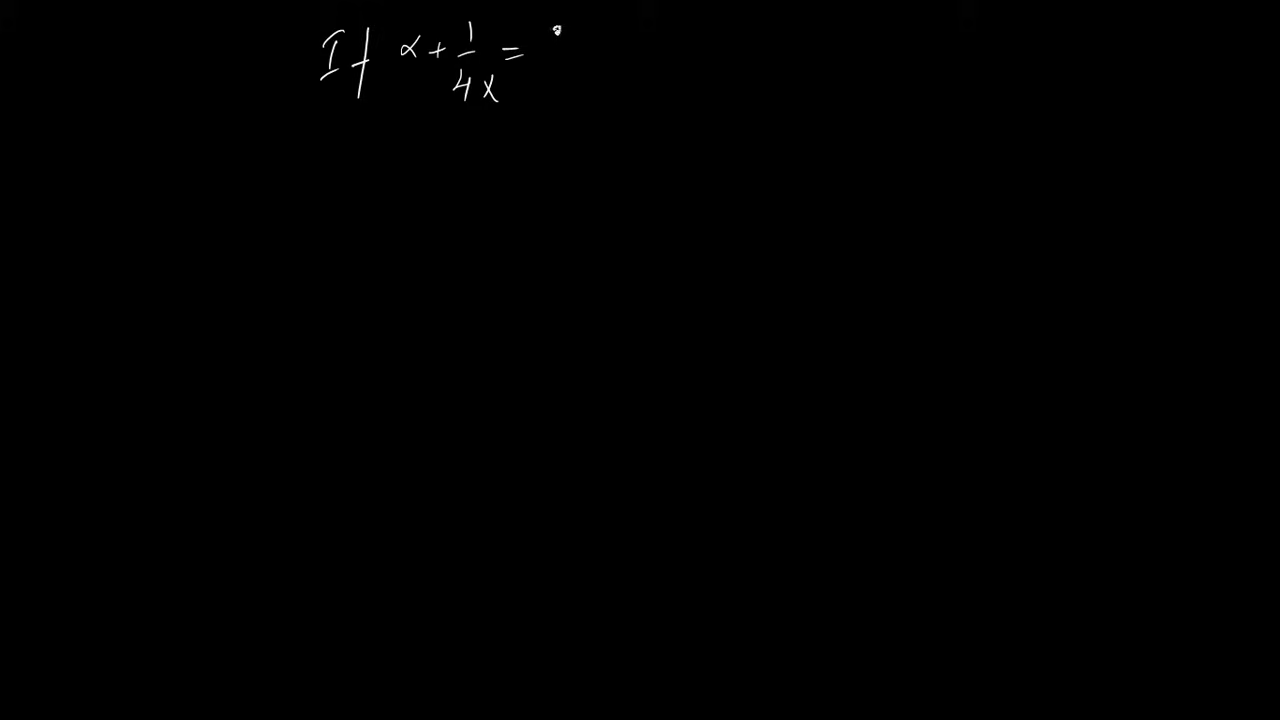 If x + 1/4x =